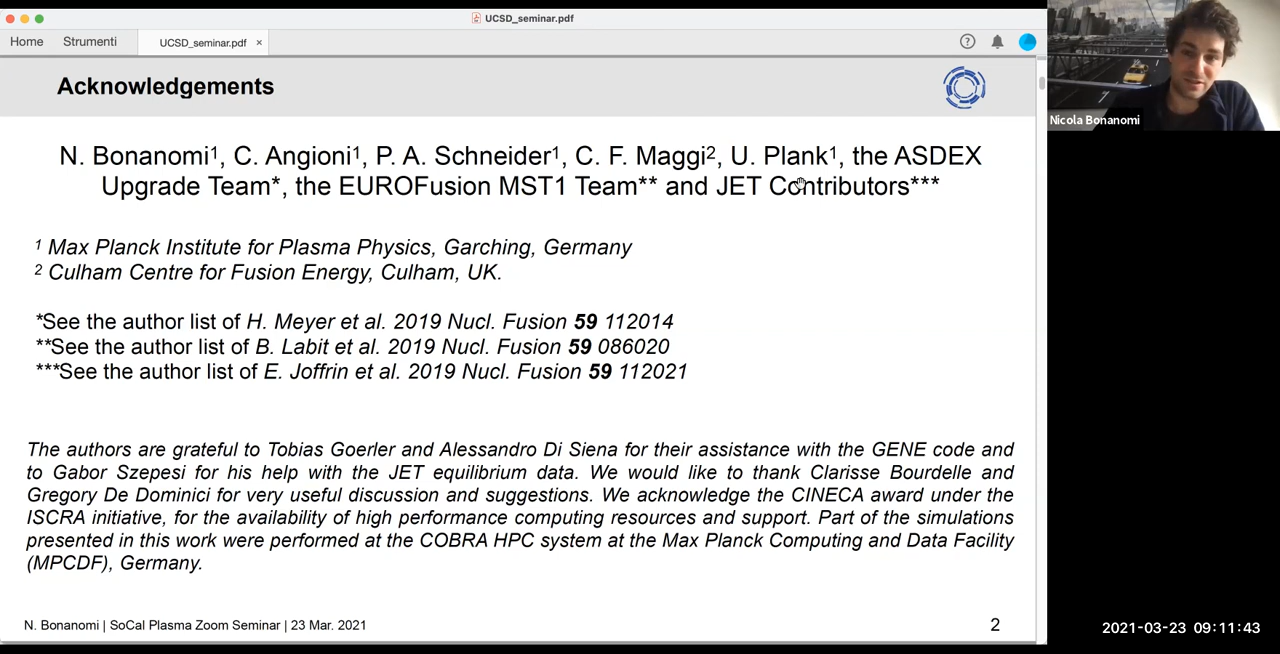 UCSD_seminar.pdf
Home Strumenti UCSD_seminar.pdf ×
Acknowledgements
N. Bonanomi¹, C. Angioni¹, P. A. Schneider¹, C. F. Maggi², U. Plank¹, the ASDEX
Upgrade Team*, the EUROFusion MST1 Team** and JET Contributors***
¹ Max Planck Institute for Plasma Physics, Garching, Germany
² Culham Centre for Fusion Energy, Culham, UK.
*See the author list of H. Meyer et al. 2019 Nucl. Fusion 59 112014
**See the author list of B. Labit et al. 2019 Nucl. Fusion 59 086020
***See the author list of E. Joffrin et al. 2019 Nucl. Fusion 59 112021
The authors are grateful to Tobias Goerler and Alessandro Di Siena for their assistance with the GENE code and
to Gabor Szepesi for his help with the JET equilibrium data. We would like to thank Clarisse Bourdelle and
Gregory De Dominici for very useful discussion and suggestions. We acknowledge the CINECA award under the
ISCRA initiative, for the availability of high performance computing resources and support. Part of the simulations
presented in this work were performed at the COBRA HPC system at the Max Planck Computing and Data Facility
(MPCDF), Germany.
N. Bonanomi | SoCal Plasma Zoom Seminar | 23 Mar. 2021
2
Nicola Bonanomi
2021-03-23 09:11:43